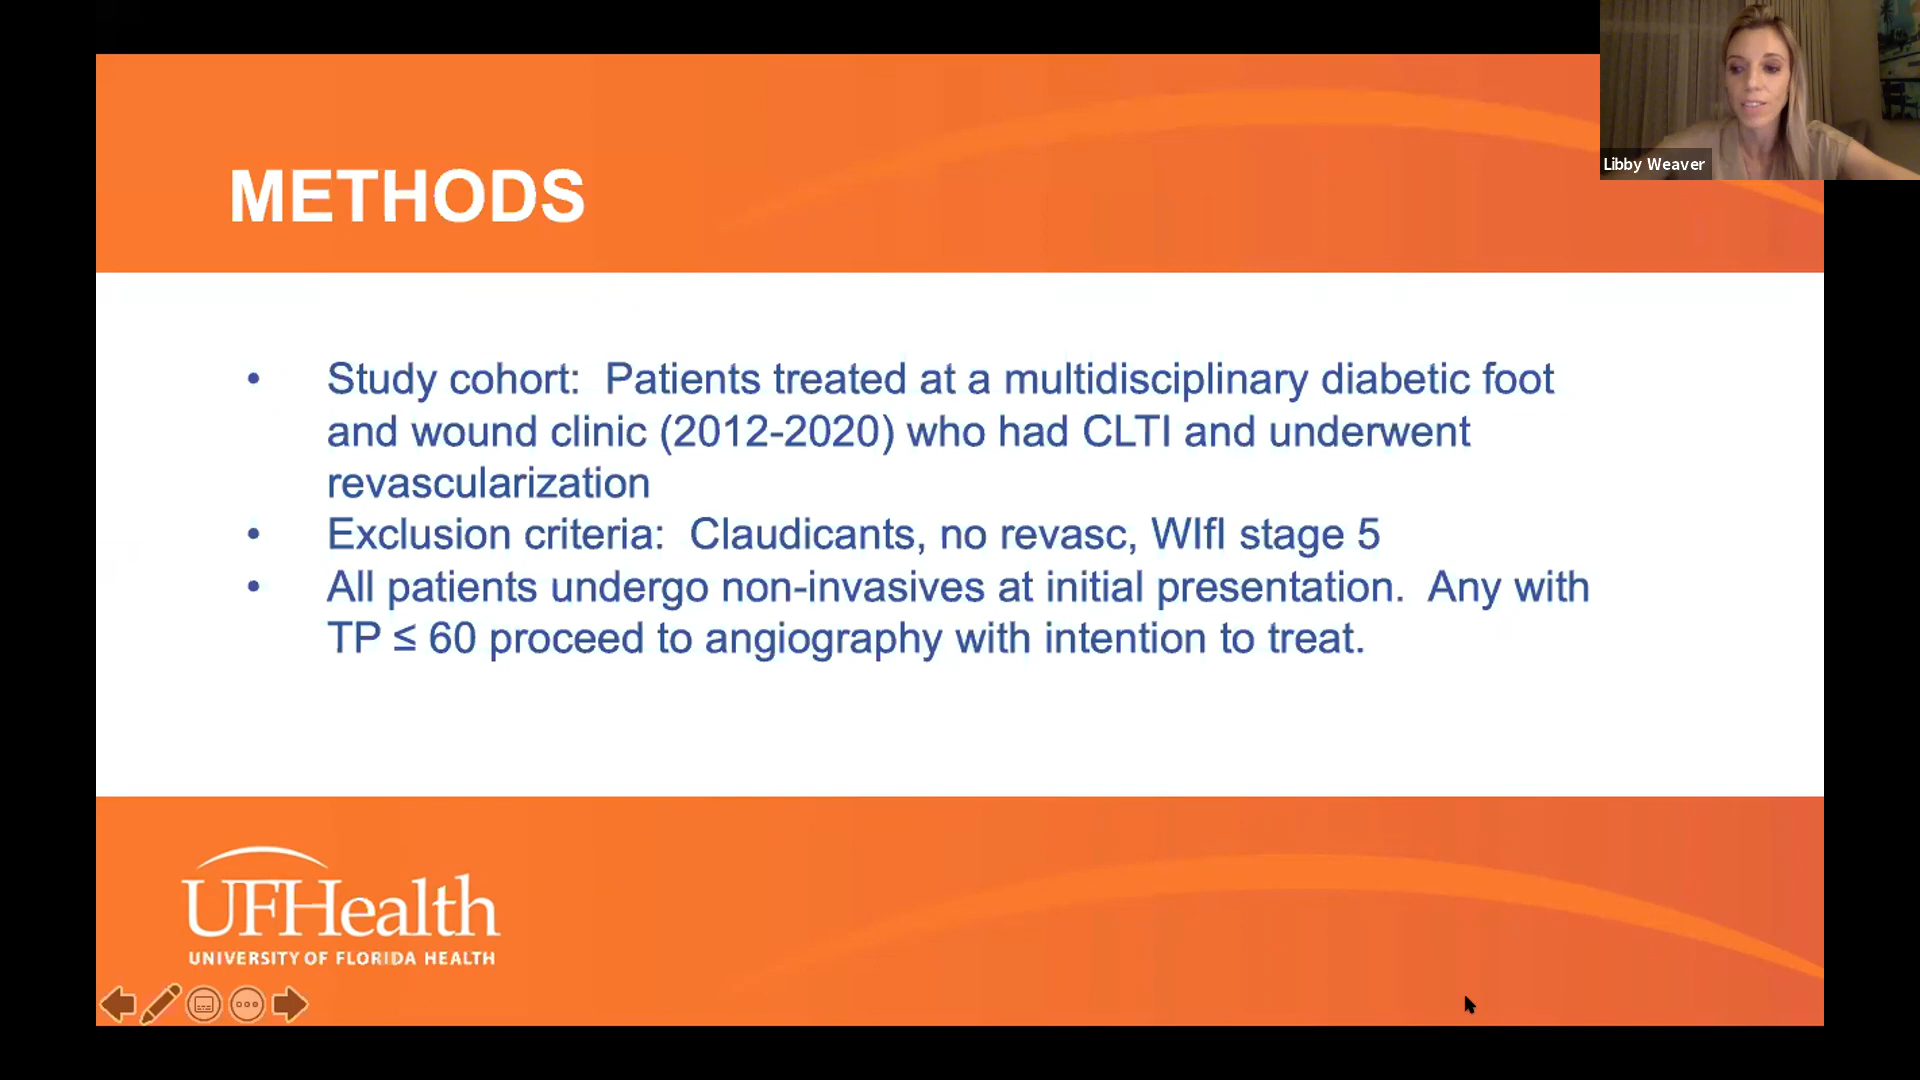 Libby Weaver
METHODS
• Study cohort:  Patients treated at a multidisciplinary diabetic foot
and wound clinic (2012-2020) who had CLTI and underwent
revascularization
• Exclusion criteria:  Claudicants, no revasc, WIfI stage 5
• All patients undergo non-invasives at initial presentation.  Any with
TP ≤ 60 proceed to angiography with intention to treat.
UFHealth
UNIVERSITY OF FLORIDA HEALTH